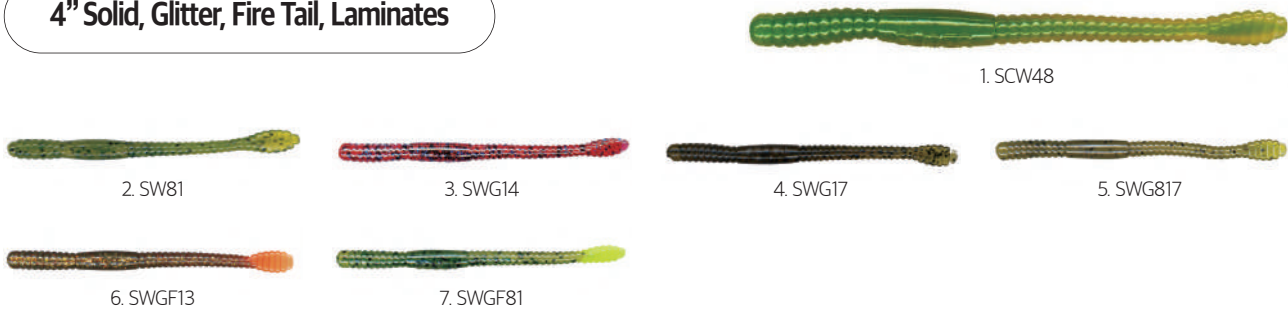 4” Solid, Glitter, Fire Tail, Laminates
1. SCW48
2. SW81
3. SWG14
4. SWG17
5. SWG817
6. SWGF13
7. SWGF81